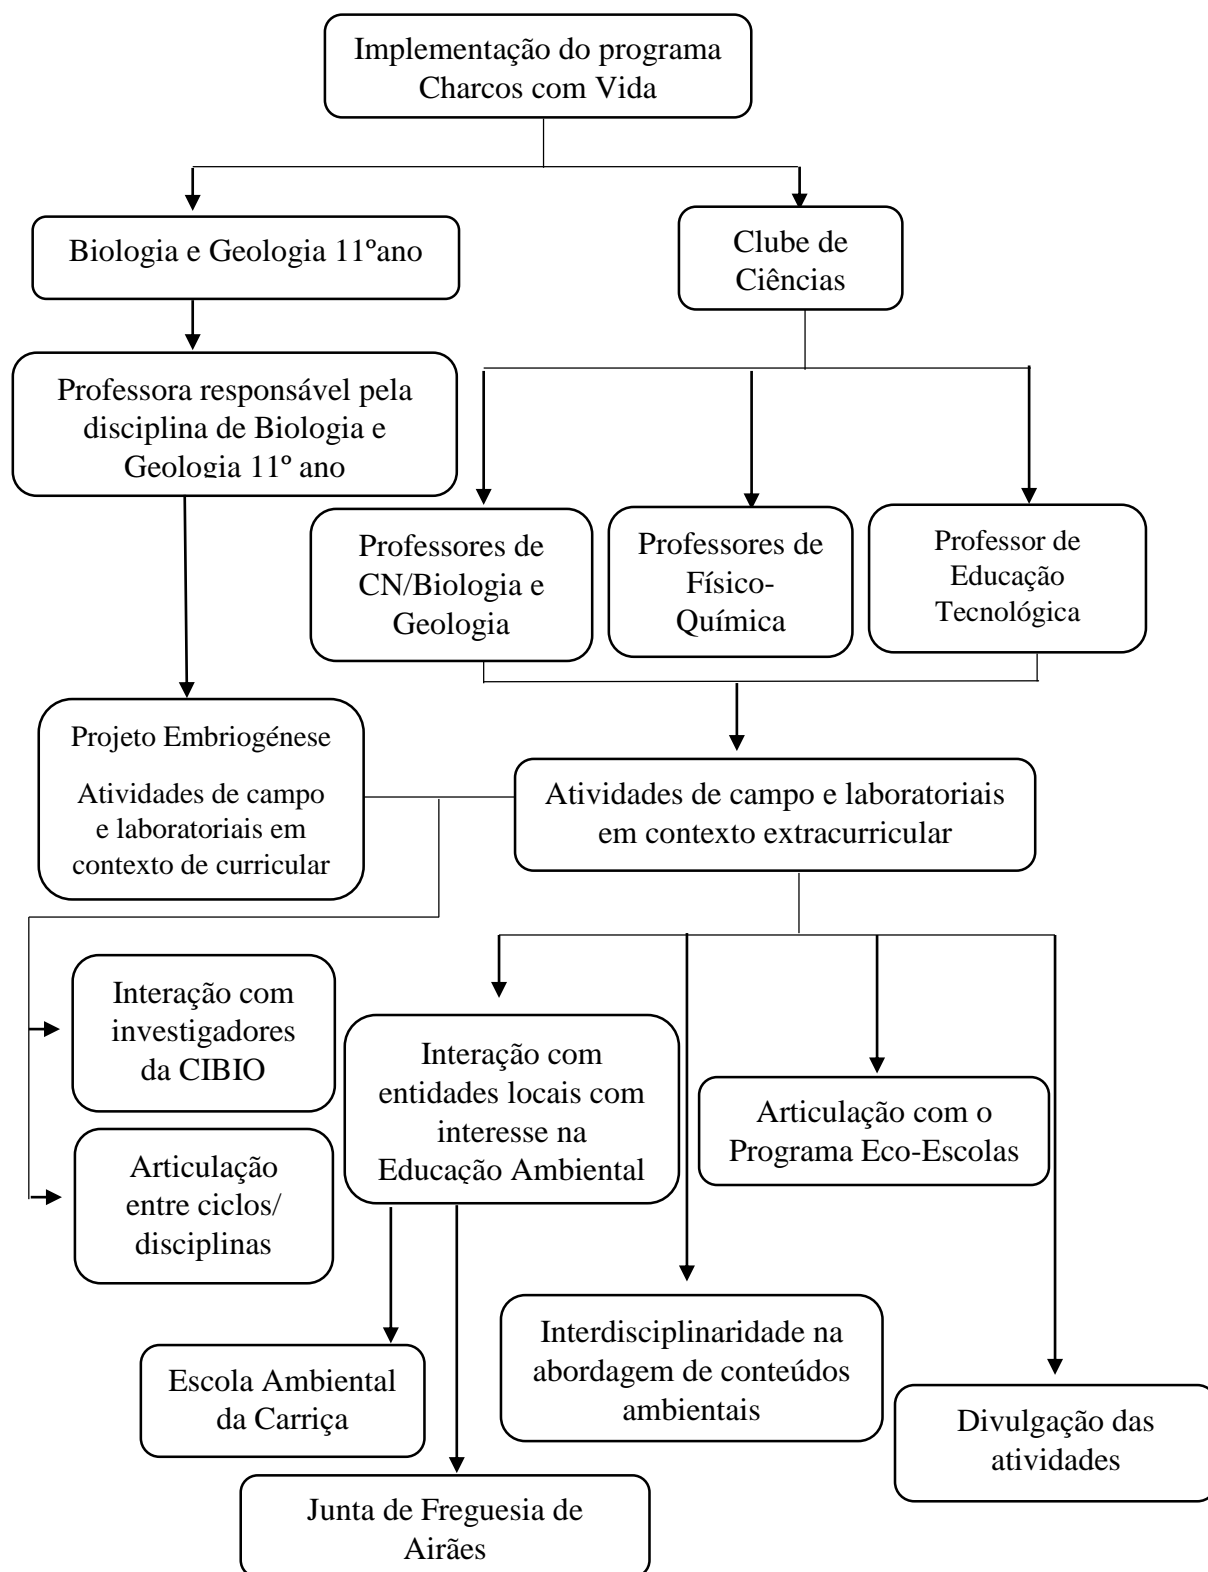 Implementação do programa
Charcos com Vida
Biologia e Geologia 11ºano
Clube de
Ciências
Professora responsável pela
disciplina de Biologia e
Geologia 11º ano
Professores de
CN/Biologia e
Geologia
Professores de
Físico-
Química
Professor de
Educação
Tecnológica
Projeto Embriogénese
Atividades de campo
e laboratoriais em
contexto de curricular
Atividades de campo e laboratoriais
em contexto extracurricular
Interação com
investigadores
da CIBIO
Interação com
entidades locais com
interesse na
Educação Ambiental
Articulação com o
Programa Eco-Escolas
Articulação
entre ciclos/
disciplinas
Interdisciplinaridade na
abordagem de conteúdos
ambientais
Escola Ambiental
da Carriça
Divulgação das
atividades
Junta de Freguesia de
Airães